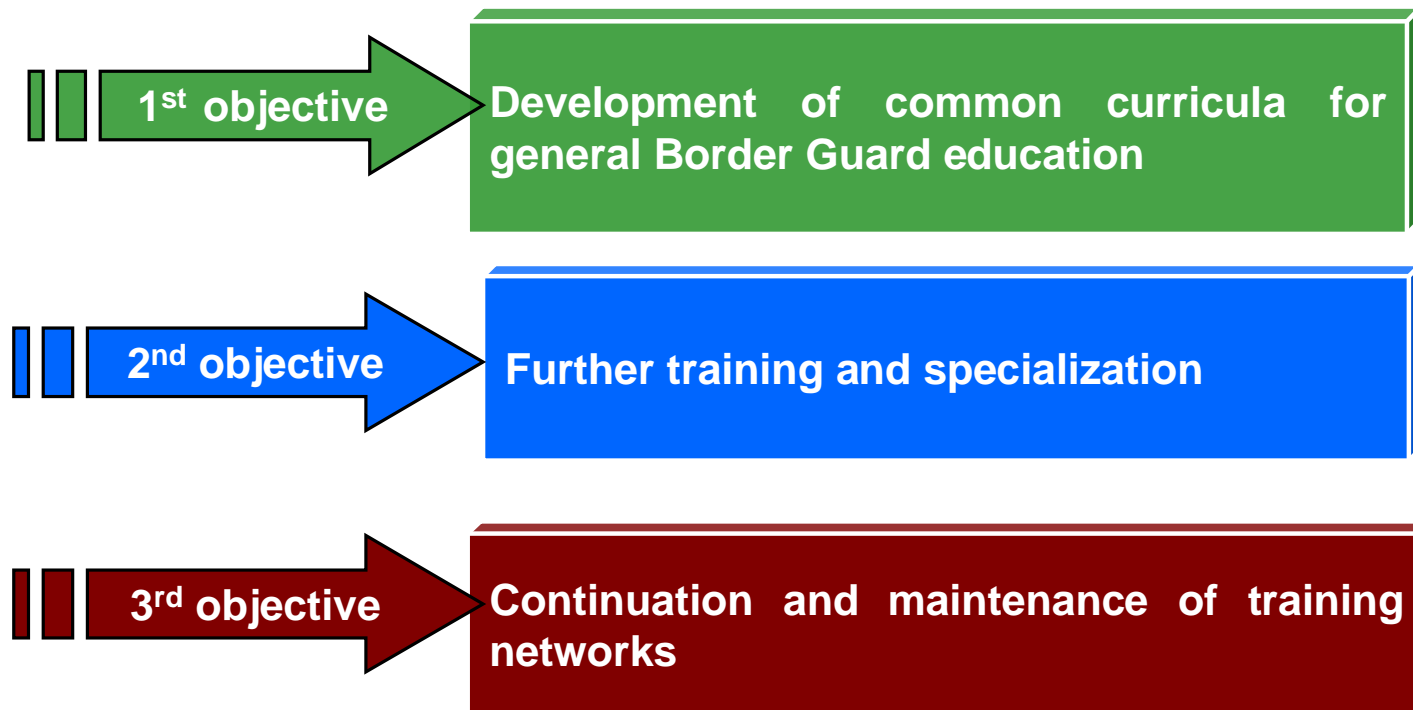 1st objective
Development of common curricula for
general Border Guard education
2nd objective
Further training and specialization
3rd objective
Continuation and maintenance of training
networks